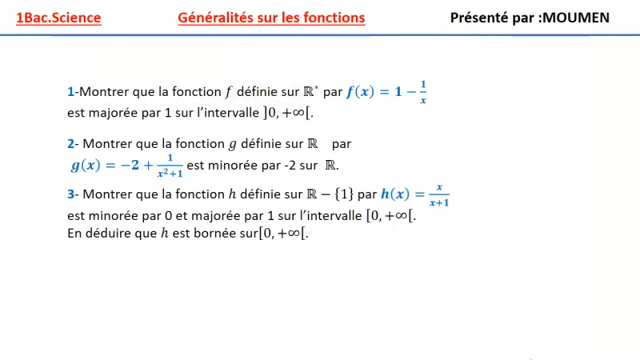 1Bac.Science Généralités sur les fonctions Présenté par :MOUMEN
1-Montrer que la fonction f définie sur ℝ* par f(x) = 1 − 1/x
est majorée par 1 sur l'intervalle ]0, +∞[.
2- Montrer que la fonction g définie sur ℝ par
g(x) = −2 + 1/(x²+1) est minorée par -2 sur ℝ.
3- Montrer que la fonction h définie sur ℝ − {1} par h(x) = x/(x+1)
est minorée par 0 et majorée par 1 sur l'intervalle [0, +∞[.
En déduire que h est bornée sur[0, +∞[.